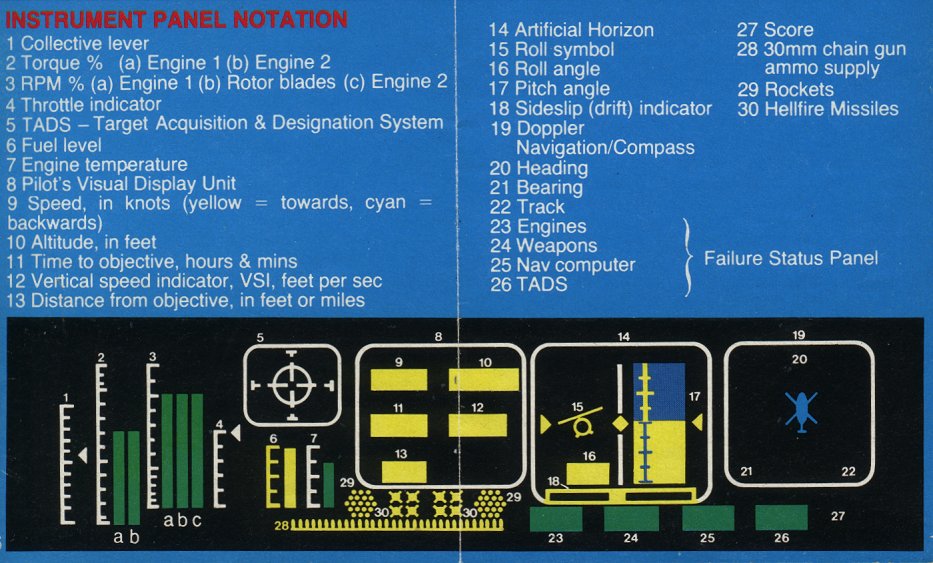 INSTRUMENT PANEL NOTATION
1 Collective lever
2 Torque % (a) Engine 1 (b) Engine 2
3 RPM % (a) Engine 1 (b) Rotor blades (c) Engine 2
4 Throttle indicator
5 TADS – Target Acquisition & Designation System
6 Fuel level
7 Engine temperature
8 Pilot's Visual Display Unit
9 Speed, in knots (yellow = towards, cyan =
backwards)
10 Altitude, in feet
11 Time to objective, hours & mins
12 Vertical speed indicator, VSI, feet per sec
13 Distance from objective, in feet or miles
14 Artificial Horizon
15 Roll symbol
16 Roll angle
17 Pitch angle
18 Sideslip (drift) indicator
19 Doppler
Navigation/Compass
20 Heading
21 Bearing
22 Track
23 Engines
24 Weapons
25 Nav computer
26 TADS
Failure Status Panel
27 Score
28 30mm chain gun
ammo supply
29 Rockets
30 Hellfire Missiles
1
2
a b
3
a b c
4
5
6
7
8
9
10
11
12
13
29
30
30
29
28
14
15
16
17
18
19
20
21
22
23
24
25
26
27